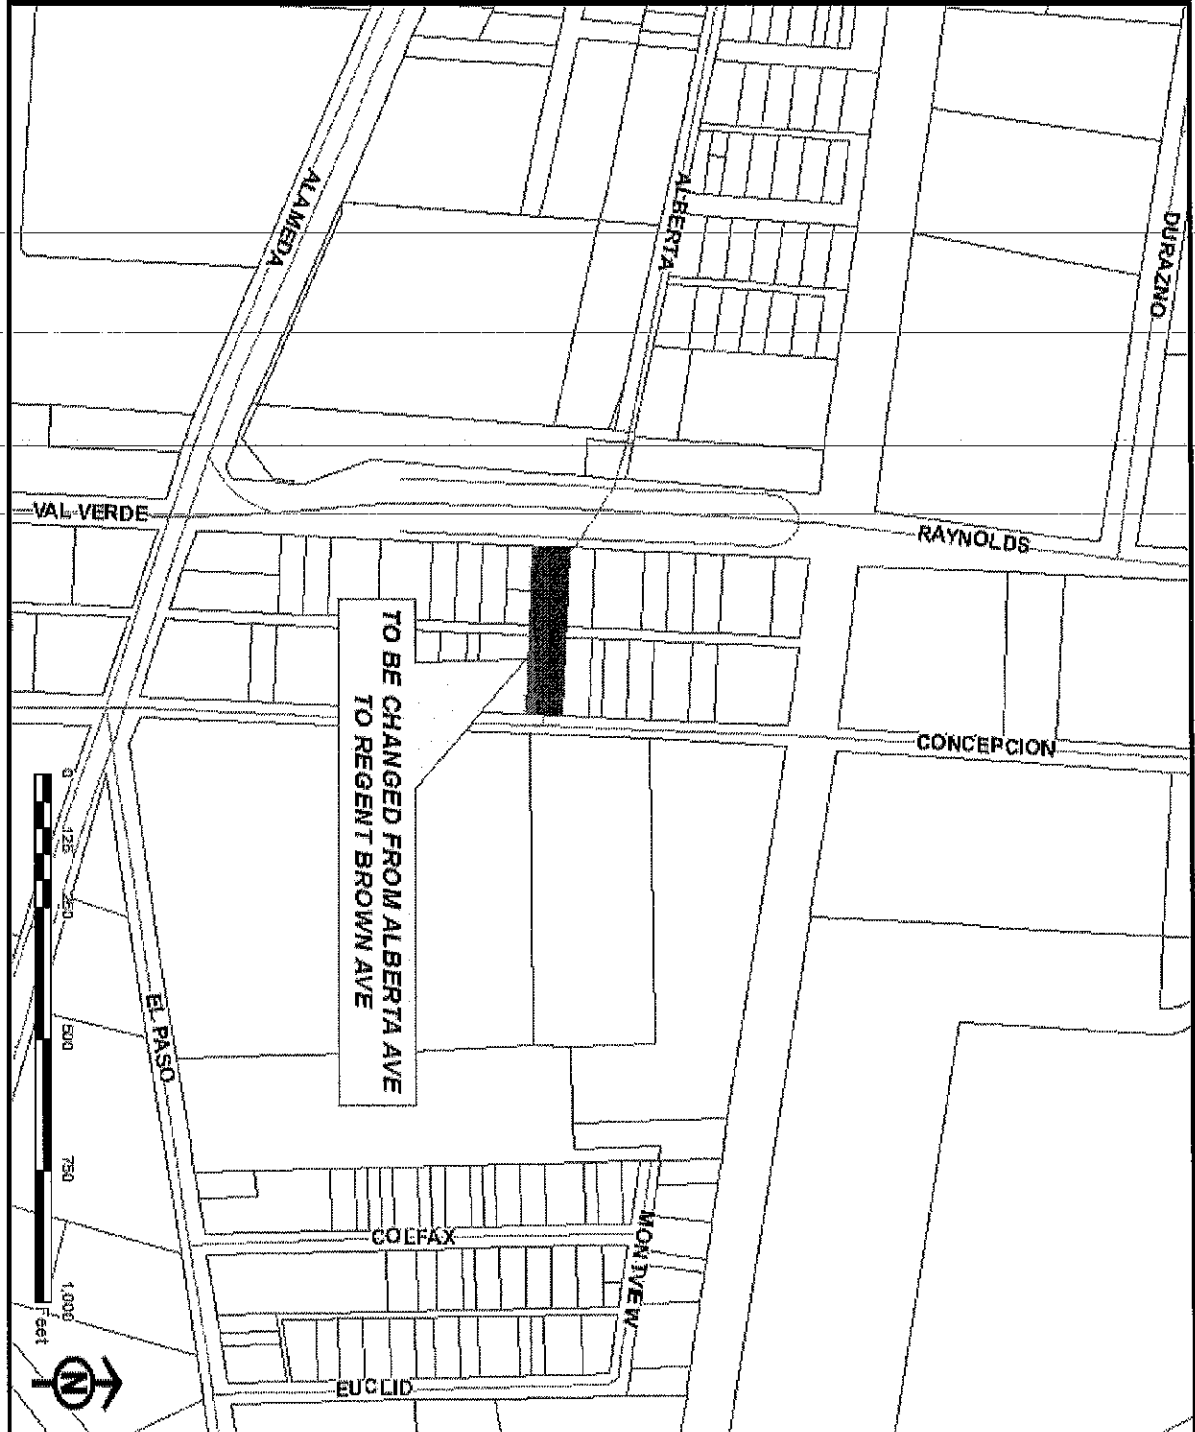 ALAMEDA
ALBERTA
DURAZNO
VAL VERDE
RAYNOLDS
CONCEPCION
TO BE CHANGED FROM ALBERTA AVE
TO REGENT BROWN AVE
EL PASO
COLFAX
MONTVIEW
EUCLID
0 125 250 500 750 1,000
Feet
N